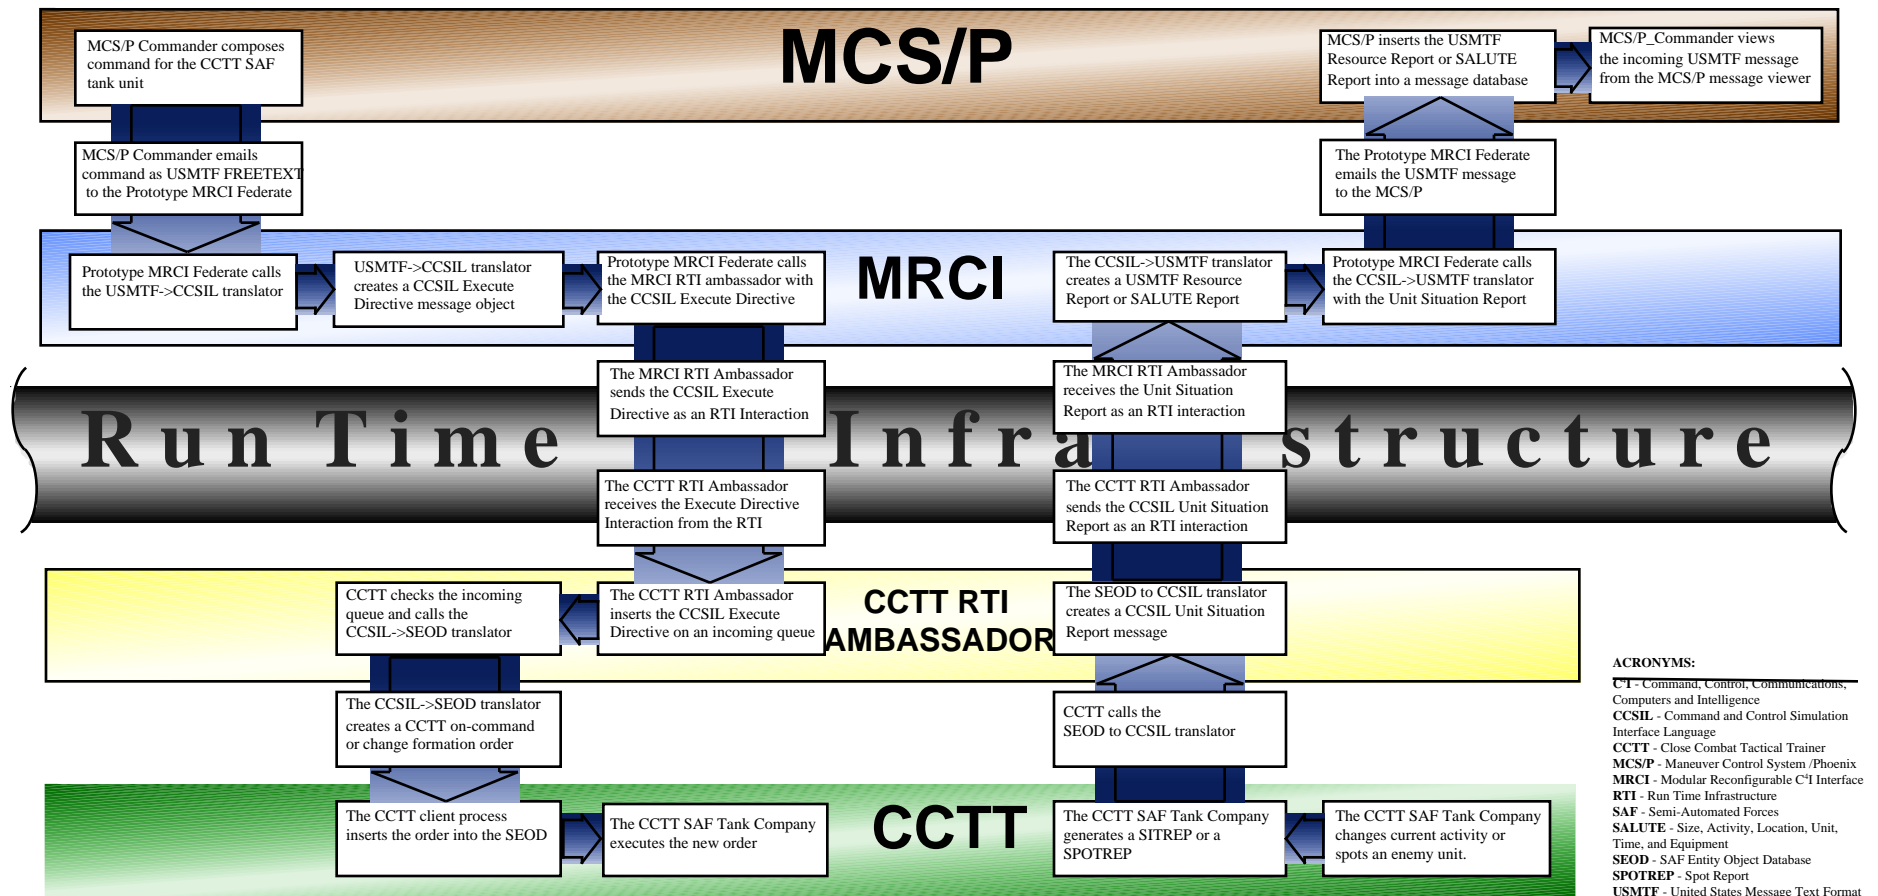 MCS/P
MCS/P Commander composes
command for the CCTT SAF
tank unit
MCS/P inserts the USMTF
Resource Report or SALUTE
Report into a message database
MCS/P_Commander views
the incoming USMTF message
from the MCS/P message viewer
MCS/P Commander emails
command as USMTF FREETEXT
to the Prototype MRCI Federate
The Prototype MRCI Federate
emails the USMTF message
to the MCS/P
MRCI
Prototype MRCI Federate calls
the USMTF->CCSIL translator
USMTF->CCSIL translator
creates a CCSIL Execute
Directive message object
Prototype MRCI Federate calls
the MRCI RTI ambassador with
the CCSIL Execute Directive
The CCSIL->USMTF translator
creates a USMTF Resource
Report or SALUTE Report
Prototype MRCI Federate calls
the CCSIL->USMTF translator
with the Unit Situation Report
The MRCI RTI Ambassador
sends the CCSIL Execute
Directive as an RTI Interaction
The MRCI RTI Ambassador
receives the Unit Situation
Report as an RTI interaction
Run Time Infra structure
The CCTT RTI Ambassador
receives the Execute Directive
Interaction from the RTI
The CCTT RTI Ambassador
sends the CCSIL Unit Situation
Report as an RTI interaction
CCTT RTI
AMBASSADOR
CCTT checks the incoming
queue and calls the
CCSIL->SEOD translator
The CCTT RTI Ambassador
inserts the CCSIL Execute
Directive on an incoming queue
The SEOD to CCSIL translator
creates a CCSIL Unit Situation
Report message
The CCSIL->SEOD translator
creates a CCTT on-command
or change formation order
CCTT calls the
SEOD to CCSIL translator
CCTT
The CCTT client process
inserts the order into the SEOD
The CCTT SAF Tank Company
executes the new order
The CCTT SAF Tank Company
generates a SITREP or a
SPOTREP
The CCTT SAF Tank Company
changes current activity or
spots an enemy unit.
ACRONYMS:
C⁴I - Command, Control, Communications,
Computers and Intelligence
CCSIL - Command and Control Simulation
Interface Language
CCTT - Close Combat Tactical Trainer
MCS/P - Maneuver Control System /Phoenix
MRCI - Modular Reconfigurable C⁴I Interface
RTI - Run Time Infrastructure
SAF - Semi-Automated Forces
SALUTE - Size, Activity, Location, Unit,
Time, and Equipment
SEOD - SAF Entity Object Database
SPOTREP - Spot Report
USMTF - United States Message Text Format